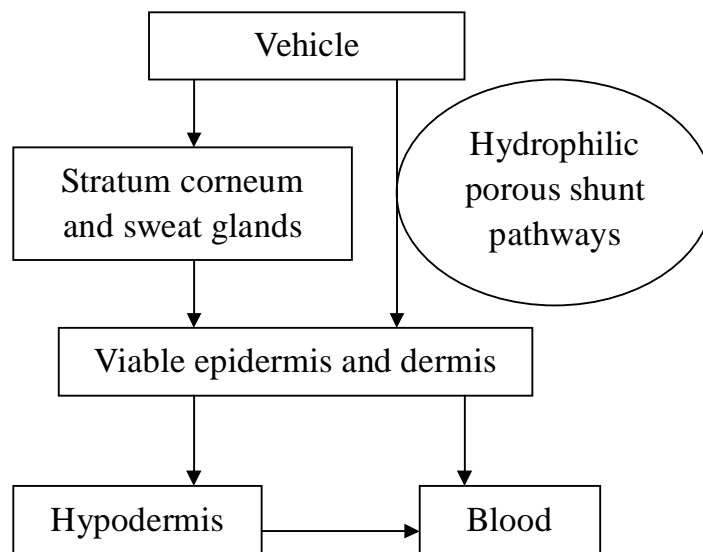 Vehicle
Stratum corneum
and sweat glands
Hydrophilic
porous shunt
pathways
Viable epidermis and dermis
Hypodermis
Blood